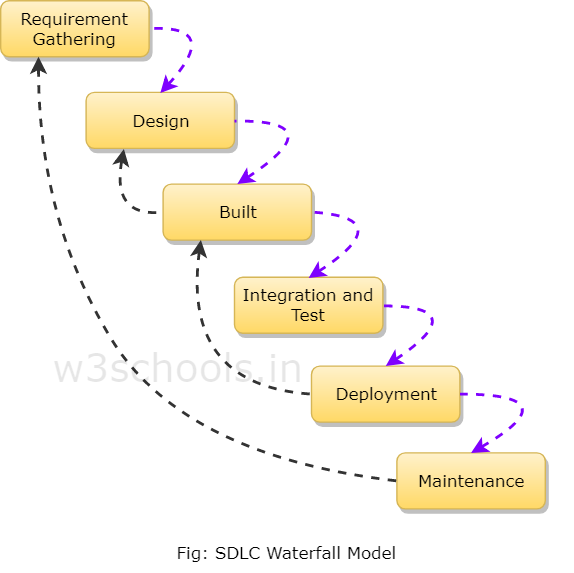 Requirement
Gathering
Design
Built
Integration and
Test
w3schools.in
Deployment
Maintenance
Fig: SDLC Waterfall Model